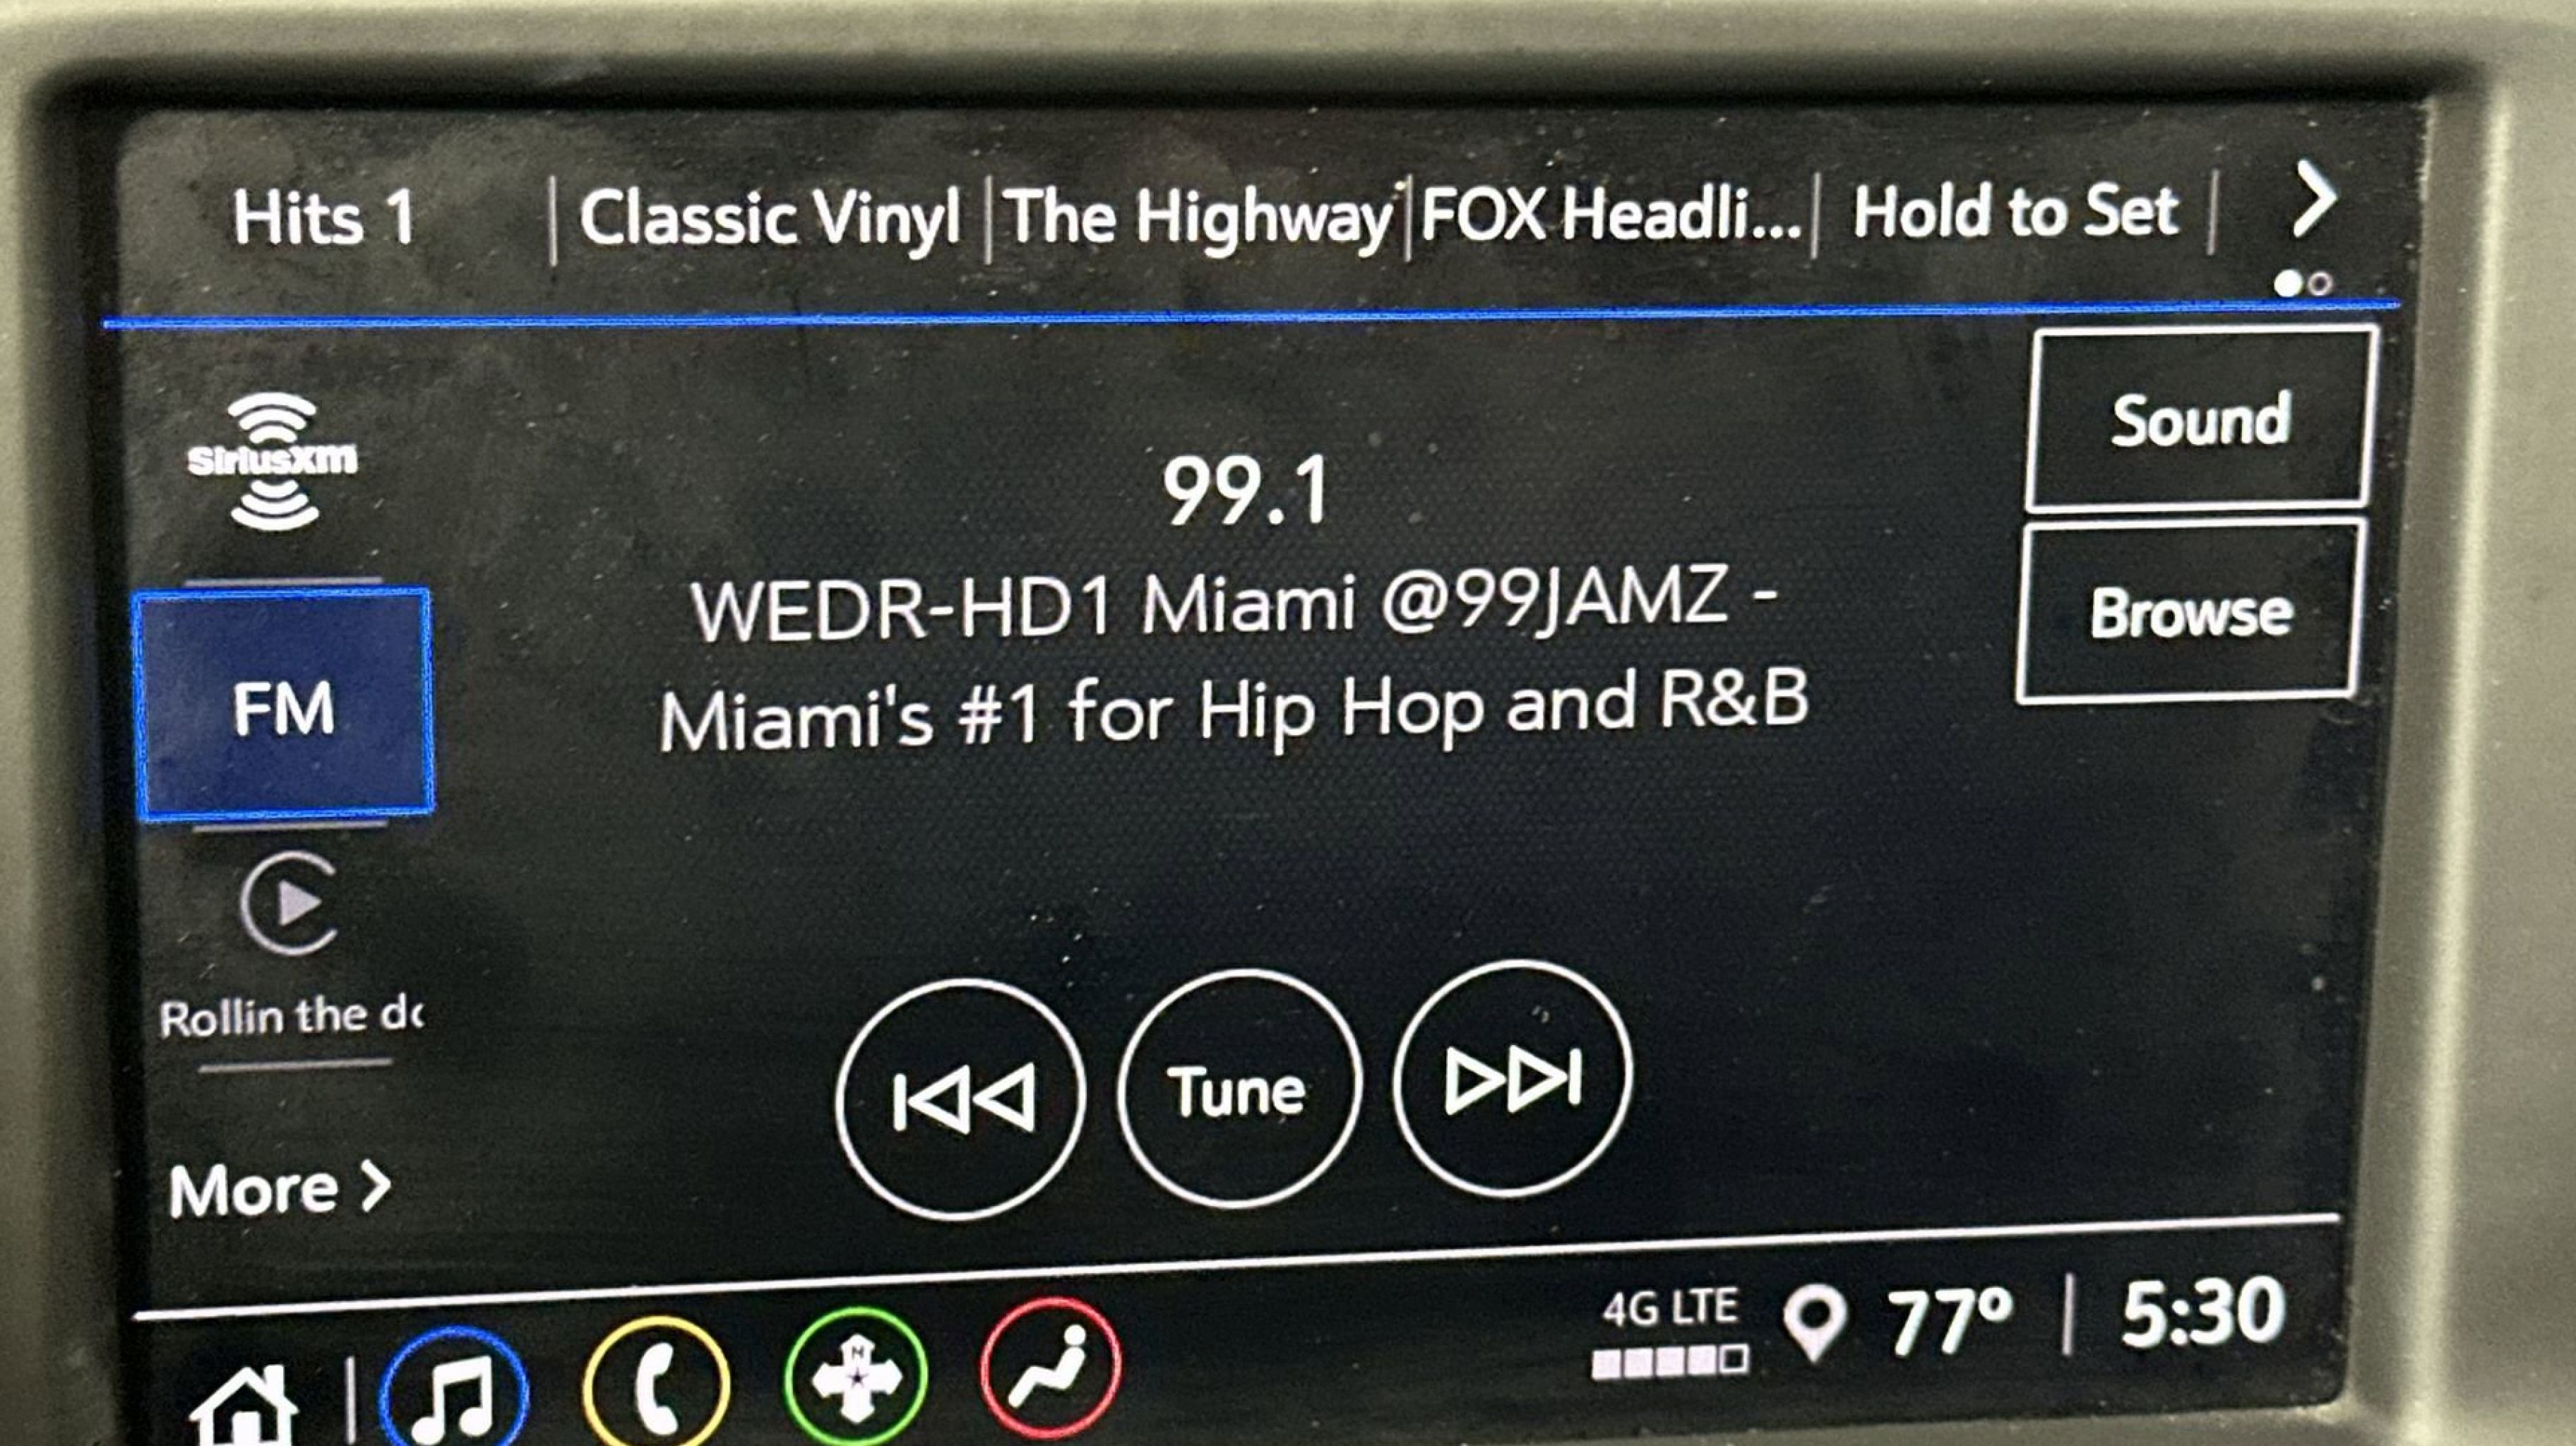 Hits 1 | Classic Vinyl | The Highway | FOX Headli... | Hold to Set
SiriusXM
Sound
99.1
Browse
WEDR-HD1 Miami @99JAMZ -
Miami's #1 for Hip Hop and R&B
FM
Rollin the
Tune
More >
4G LTE
77° | 5:30
N